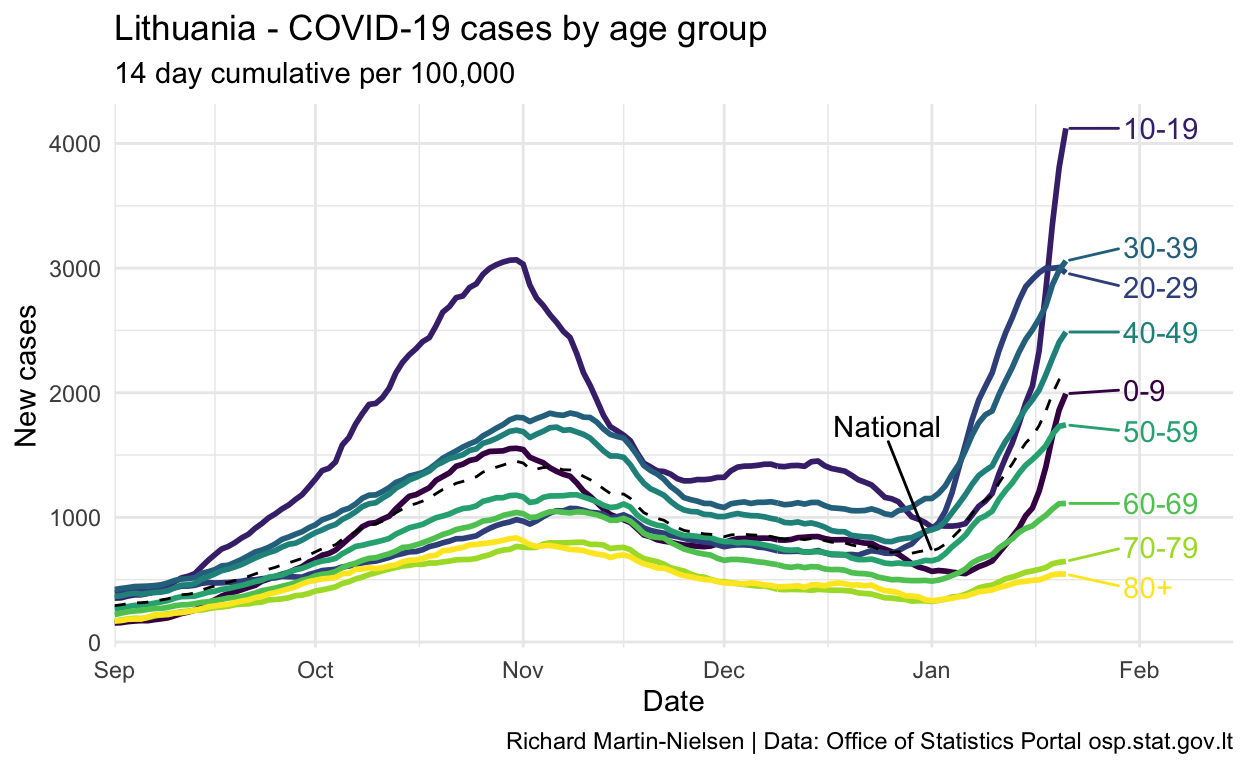 Lithuania - COVID-19 cases by age group
14 day cumulative per 100,000
New cases
4000
3000
2000
1000
0
10-19
30-39
20-29
40-49
0-9
National
50-59
60-69
70-79
80+
Sep Oct Nov Dec Jan Feb
Date
Richard Martin-Nielsen | Data: Office of Statistics Portal osp.stat.gov.lt